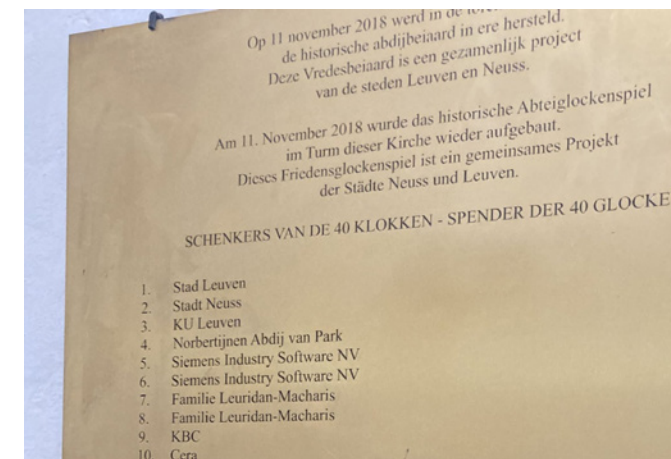 Op 11 november 2018 werd in de
de historische abdijbeiaard in ere hersteld.
Deze Vredesbeiaard is een gezamenlijk project
van de steden Leuven en Neuss.
Am 11. November 2018 wurde das historische Abteiglockenspiel
im Turm dieser Kirche wieder aufgebaut.
Dieses Friedensglockenspiel ist ein gemeinsames Projekt
der Städte Neuss und Leuven.
SCHENKERS VAN DE 40 KLOKKEN - SPENDER DER 40 GLOCKE
1. Stad Leuven
2. Stadt Neuss
3. KU Leuven
4. Norbertijnen Abdij van Park
5. Siemens Industry Software NV
6. Siemens Industry Software NV
7. Familie Leuridan-Macharis
8. Familie Leuridan-Macharis
9. KBC
10. Cera